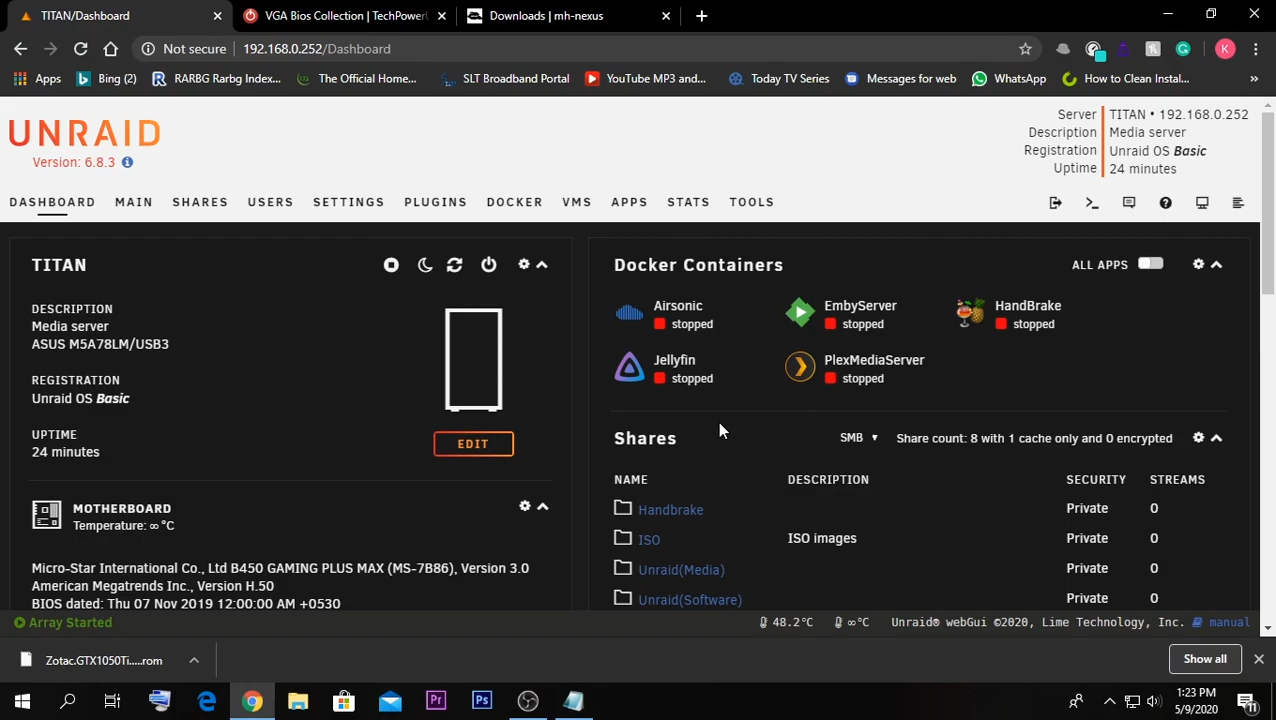 TITAN/Dashboard
VGA Bios Collection | TechPowerU
Downloads | mh-nexus
Not secure
192.168.0.252/Dashboard
K
Apps
Bing (2)
RARBG Rarbg Index...
The Official Home...
SLT Broadband Portal
YouTube MP3 and...
Today TV Series
Messages for web
WhatsApp
How to Clean Instal...
UNRAID
Version: 6.8.3
Server
TITAN • 192.168.0.252
Description
Media server
Registration
Unraid OS Basic
Uptime
24 minutes
DASHBOARD MAIN SHARES USERS SETTINGS PLUGINS DOCKER VMS APPS STATS TOOLS
TITAN
DESCRIPTION
Media server
ASUS M5A78LM/USB3
REGISTRATION
Unraid OS Basic
UPTIME
24 minutes
EDIT
MOTHERBOARD
Temperature: ∞ °C
Micro-Star International Co., Ltd B450 GAMING PLUS MAX (MS-7B86), Version 3.0
American Megatrends Inc., Version H.50
BIOS dated: Thu 07 Nov 2019 12:00:00 AM +0530
Docker Containers
ALL APPS
Airsonic
stopped
EmbyServer
stopped
HandBrake
stopped
Jellyfin
stopped
PlexMediaServer
stopped
Shares
SMB
Share count: 8 with 1 cache only and 0 encrypted
NAME DESCRIPTION SECURITY STREAMS
Handbrake Private 0
ISO ISO images Private 0
Unraid(Media) Private 0
Unraid(Software) Private 0
Array Started
48.2°C
∞°C
Unraid® webGui ©2020, Lime Technology, Inc.
manual
Zotac.GTX1050Ti.....rom
Show all
Pr
Ps
1:23 PM
5/9/2020
11